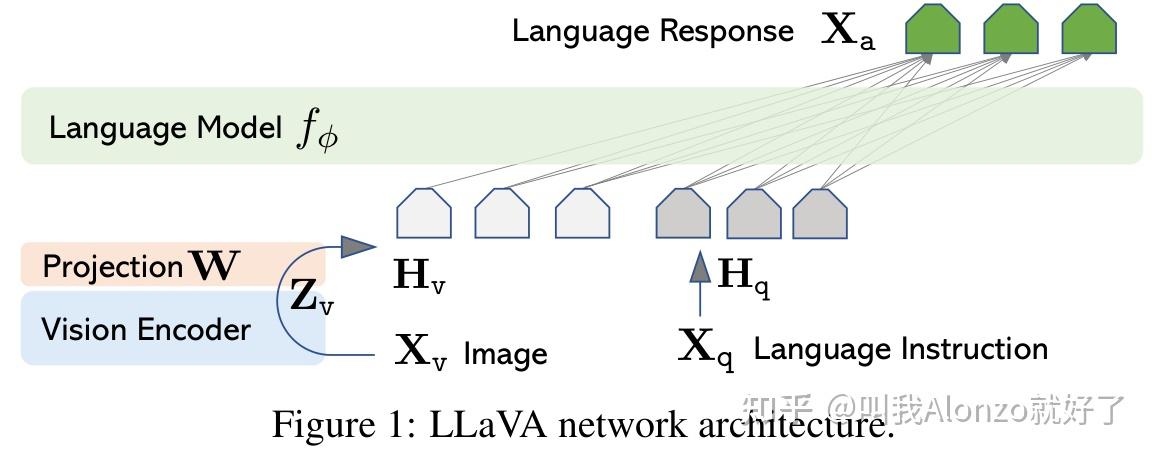 Language Response Xa
Language Model fϕ
Projection W
Zv
Vision Encoder
Hv
Hq
Xv Image
Xq Language Instruction
知乎 @叫我Alonzo就好了
Figure 1: LLaVA network architecture.